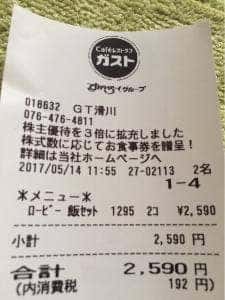 Caféレストラン
ガスト
すかいらーくグループ
018632 GT滑川
076-476-4811
株主優待を3倍に拡充しました
株式数に応じてお食事券を贈呈!
詳細は当社ホームページへ
2017/05/14 11:55 27-02113 2名
1-4
*メニュー*
ロービー 飯セット 1295 2コ ¥2,590
小計 2,590 円
合計 2,590 円
(内消費税 192 円)